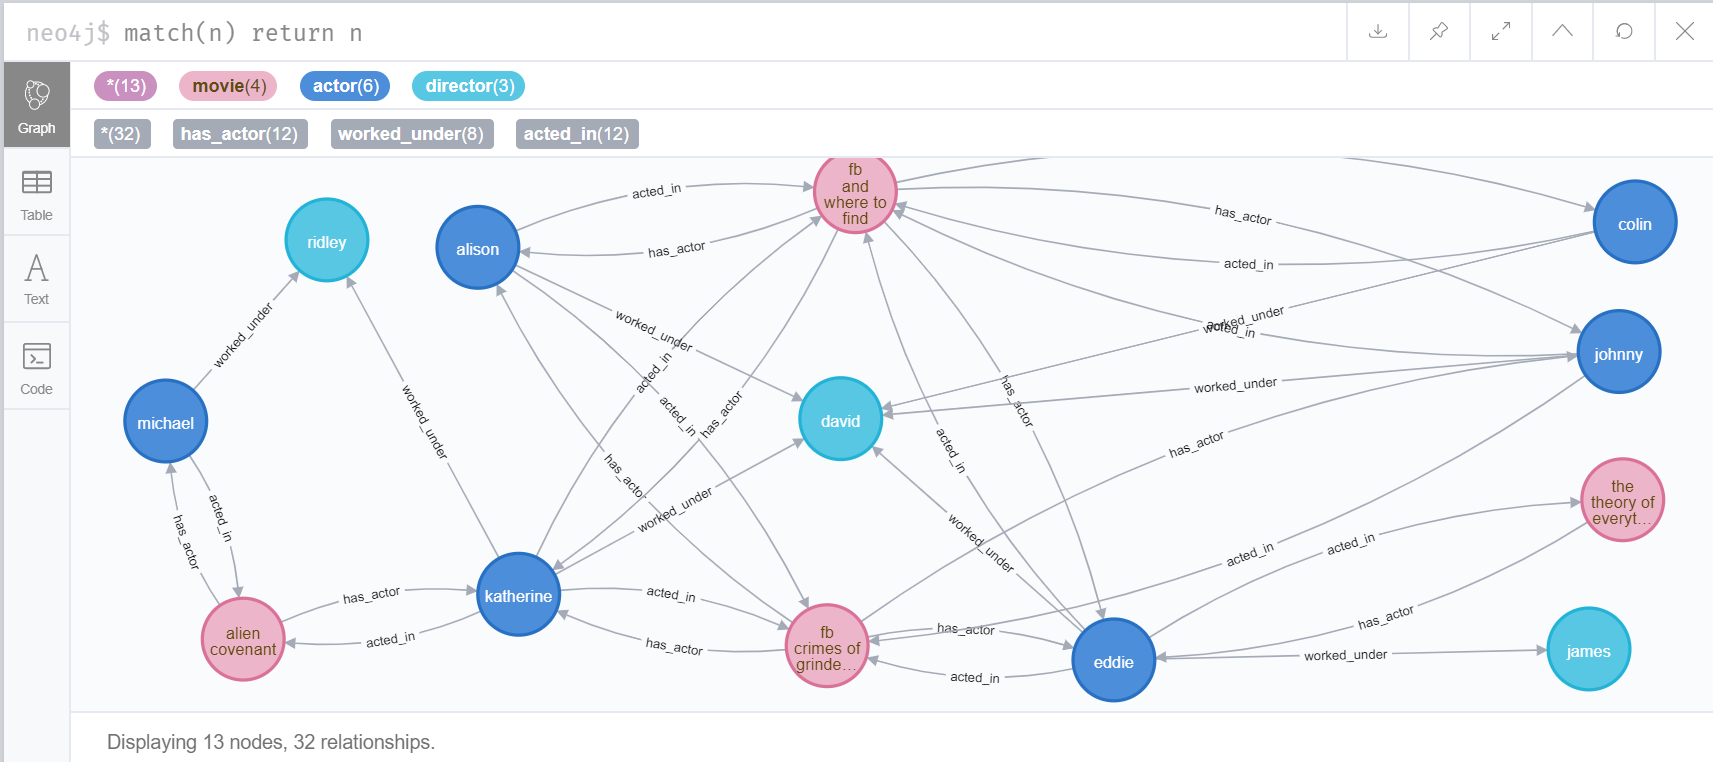 neo4j$ match(n) return n
Graph
*(13) movie(4) actor(6) director(3)
*(32) has_actor(12) worked_under(8) acted_in(12)
Table
Text
Code
fb
and
where to
find
acted_in
has_actor
ridley
alison
colin
has_actor
acted_in
worked_under
worked_under
worked_under
acted_in
johnny
michael
worked_under
acted_in
acted_in
has_actor
david
worked_under
has_actor
acted_in
has_actor
has_actor
worked_under
the
theory of
everyt...
acted_in
has_actor
worked_under
acted_in
acted_in
has_actor
katherine
acted_in
has_actor
alien
covenant
acted_in
has_actor
fb
crimes of
grinde...
has_actor
acted_in
eddie
worked_under
james
Displaying 13 nodes, 32 relationships.